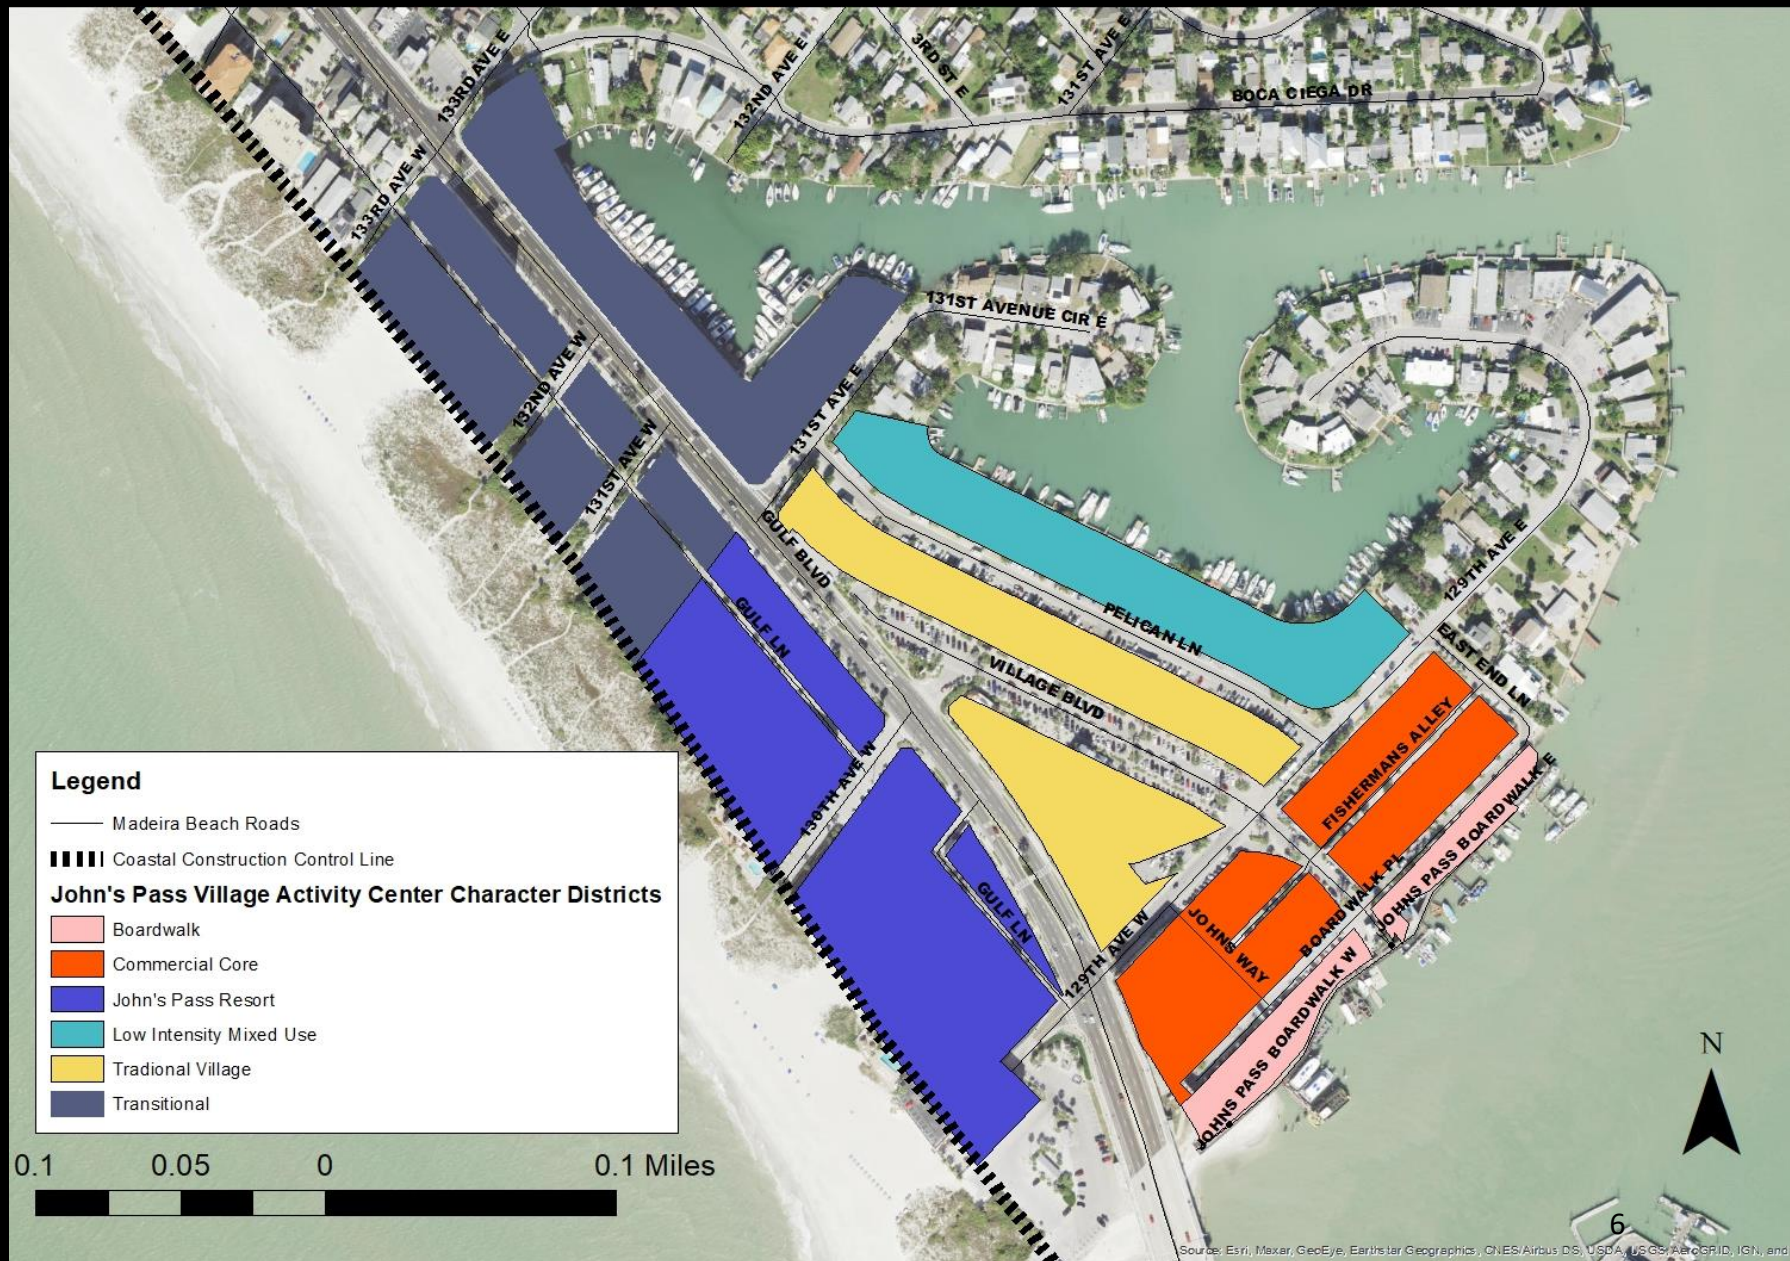 133RD AVE E
132ND AVE E
3RD ST E
131ST AVE E
BOCA CIEGA DR
133RD AVE W
131ST AVENUE CIR E
132ND AVE W
131ST AVE E
131ST AVE W
GULF BLVD
129TH AVE E
GULF LN
PELICAN LN
EAST END LN
VILLAGE BLVD
FISHERMANS ALLEY
130TH AVE W
JOHNS PASS BOARDWALK E
BOARDWALK PL
GULF LN
JOHNS WAY
129TH AVE W
JOHNS PASS BOARDWALK W
Legend
Madeira Beach Roads
Coastal Construction Control Line
John's Pass Village Activity Center Character Districts
Boardwalk
Commercial Core
John's Pass Resort
Low Intensity Mixed Use
Tradional Village
Transitional
0.1 0.05 0 0.1 Miles
N
6
Source: Esri, Maxar, GeoEye, Earthstar Geographics, CNES/Airbus DS, USDA, USGS, AeroGRID, IGN, and